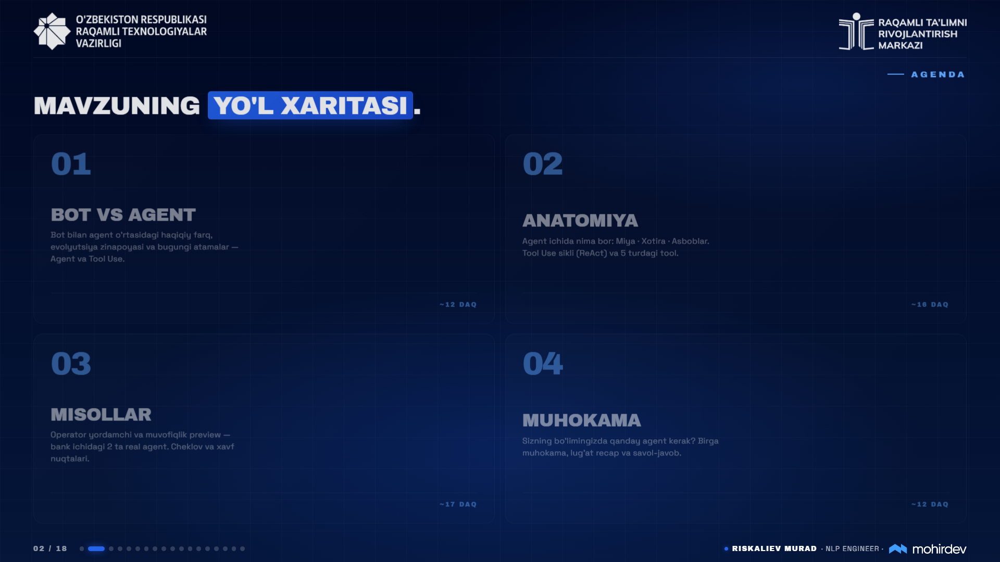 O'ZBEKISTON RESPUBLIKASI
RAQAMLI TEXNOLOGIYALAR
VAZIRLIGI
RAQAMLI TA'LIMNI
RIVOJLANTIRISH
MARKAZI
AGENDA
MAVZUNING YO'L XARITASI.
01
BOT VS AGENT
Bot bilan agent o'rtasidagi haqiqiy farq,
evolyutsiya zinapoyasi va bugungi atamalar —
Agent va Tool Use.
~12 DAQ
02
ANATOMIYA
Agent ichida nima bor: Miya · Xotira · Asboblar.
Tool Use sikli (ReAct) va 5 turdagi tool.
~16 DAQ
03
MISOLLAR
Operator yordamchi va muvofiqlik preview —
bank ichidagi 2 ta real agent. Cheklov va xavf
nuqtalari.
~17 DAQ
04
MUHOKAMA
Sizning bo'limingizda qanday agent kerak? Birga
muhokama, lug'at recap va savol-javob.
~12 DAQ
02 / 18
RISKALIEV MURAD · NLP ENGINEER · mohirdev